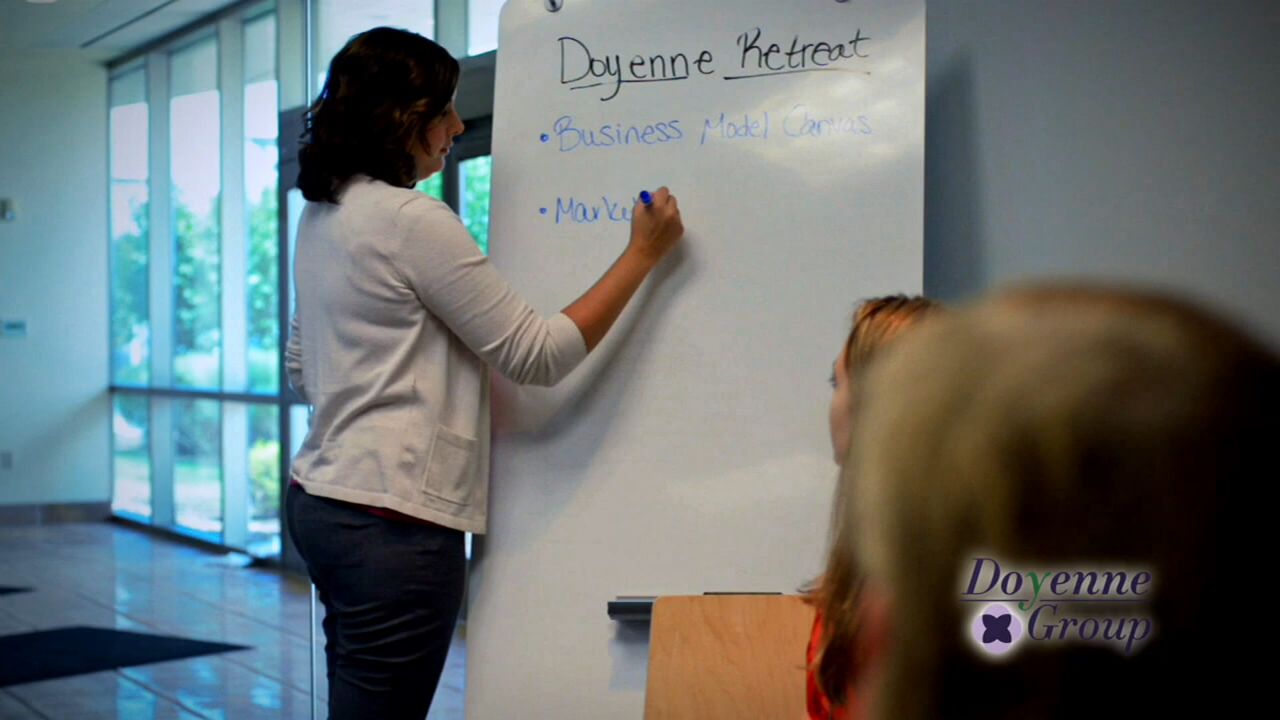 Doyenne Retreat
• Business Model Canvas
• Marke
Doyenne
Group